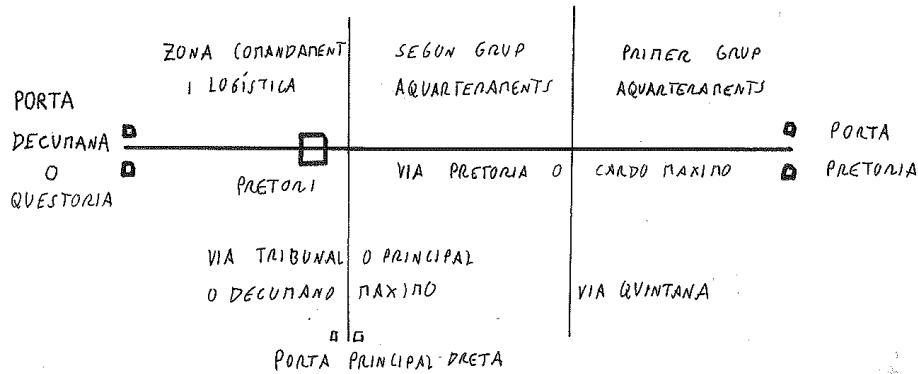 ZONA COMANDAMENT
I LOGÍSTICA
SEGON GRUP
AQUARTERAMENTS
PRIMER GRUP
AQUARTERAMENTS
PORTA
DECUMANA
O
QUESTORIA
PRETORI
VIA PRETORIA O CARDO MAXIMO
PORTA
PRETORIA
VIA TRIBUNAL O PRINCIPAL
O DECUMANO MAXIMO
VIA QUINTANA
PORTA PRINCIPAL DRETA